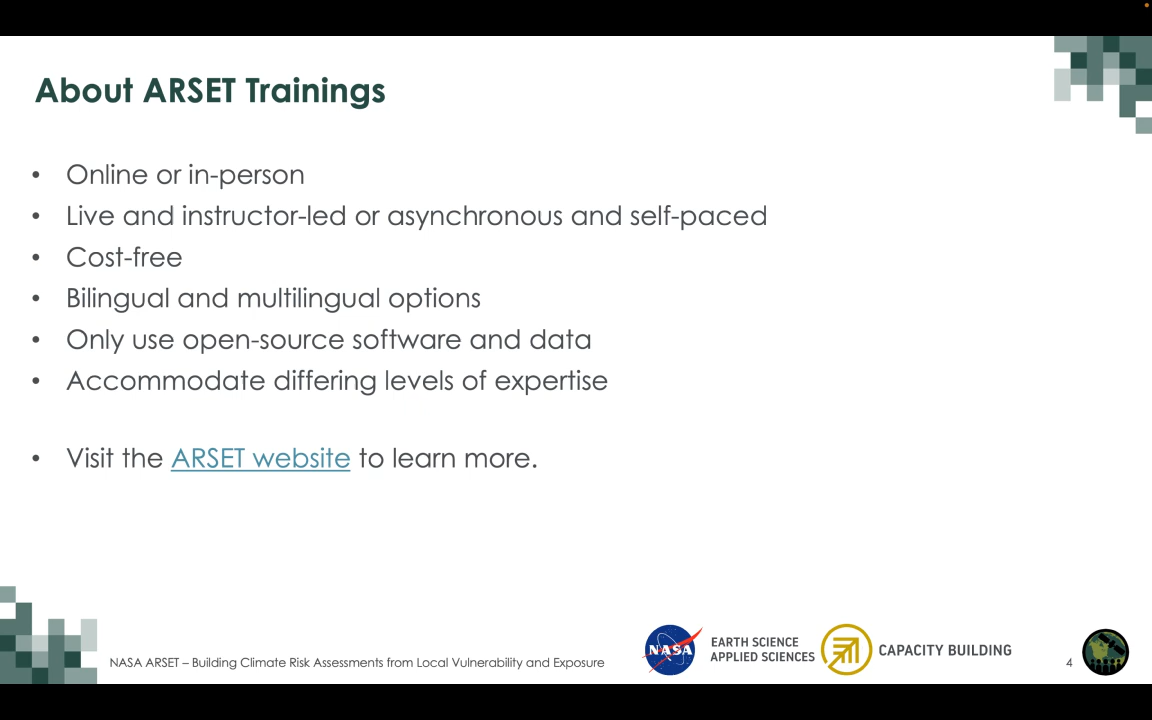 About ARSET Trainings
• Online or in-person
• Live and instructor-led or asynchronous and self-paced
• Cost-free
• Bilingual and multilingual options
• Only use open-source software and data
• Accommodate differing levels of expertise
• Visit the ARSET website to learn more.
NASA ARSET – Building Climate Risk Assessments from Local Vulnerability and Exposure
NASA
EARTH SCIENCE
APPLIED SCIENCES
CAPACITY BUILDING
4